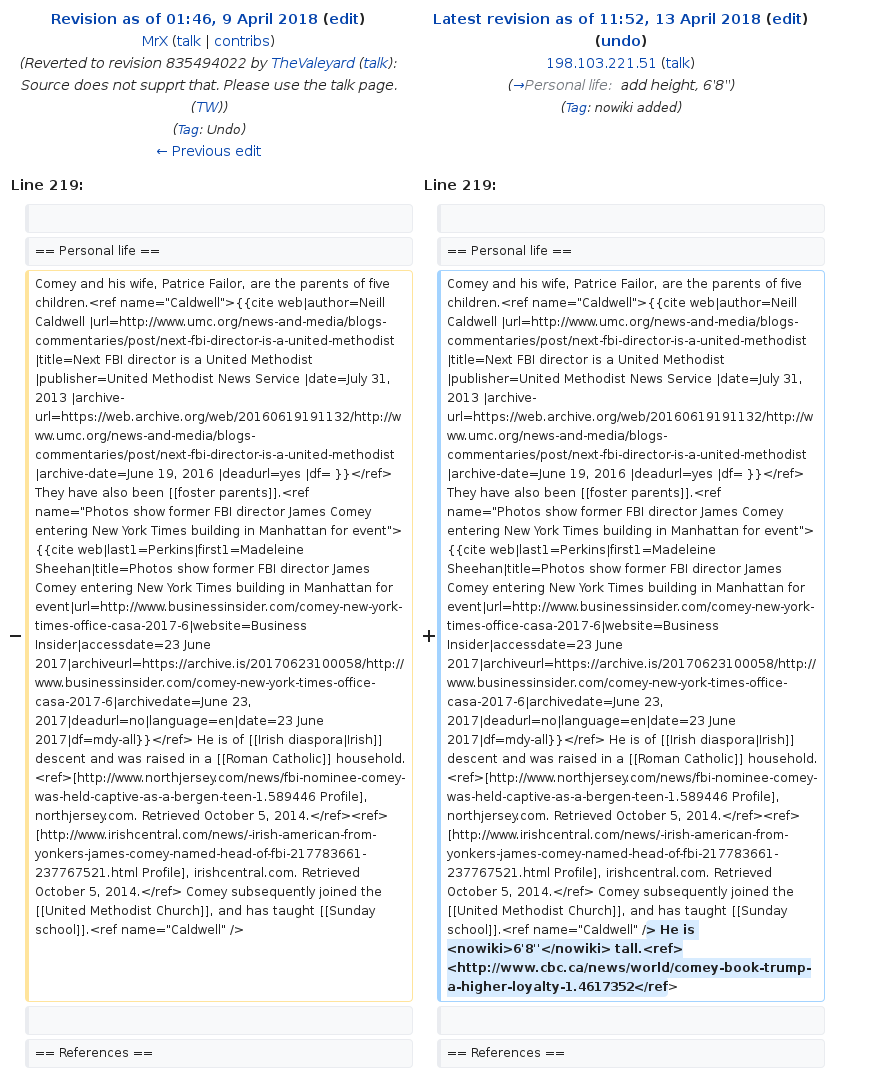 Revision as of 01:46, 9 April 2018 (edit)
MrX (talk | contribs)
(Reverted to revision 835494022 by TheValeyard (talk):
Source does not supprt that. Please use the talk page.
(TW))
(Tag: Undo)
← Previous edit
Latest revision as of 11:52, 13 April 2018 (edit)
(undo)
198.103.221.51 (talk)
(→Personal life: add height, 6'8")
(Tag: nowiki added)
Line 219:
== Personal life ==
Comey and his wife, Patrice Failor, are the parents of five
children.<ref name="Caldwell">{{cite web|author=Neill
Caldwell |url=http://www.umc.org/news-and-media/blogs-
commentaries/post/next-fbi-director-is-a-united-methodist
|title=Next FBI director is a United Methodist
|publisher=United Methodist News Service |date=July 31,
2013 |archive-
url=https://web.archive.org/web/20160619191132/http://w
ww.umc.org/news-and-media/blogs-
commentaries/post/next-fbi-director-is-a-united-methodist
|archive-date=June 19, 2016 |deadurl=yes |df= }}</ref>
They have also been [[foster parents]].<ref
name="Photos show former FBI director James Comey
entering New York Times building in Manhattan for event">
{{cite web|last1=Perkins|first1=Madeleine
Sheehan|title=Photos show former FBI director James
Comey entering New York Times building in Manhattan for
event|url=http://www.businessinsider.com/comey-new-york-
times-office-casa-2017-6|website=Business
Insider|accessdate=23 June
2017|archiveurl=https://archive.is/20170623100058/http://
www.businessinsider.com/comey-new-york-times-office-
casa-2017-6|archivedate=June 23,
2017|deadurl=no|language=en|date=23 June
2017|df=mdy-all}}</ref> He is of [[Irish diaspora|Irish]]
descent and was raised in a [[Roman Catholic]] household.
<ref>[http://www.northjersey.com/news/fbi-nominee-comey-
was-held-captive-as-a-bergen-teen-1.589446 Profile],
northjersey.com. Retrieved October 5, 2014.</ref><ref>
[http://www.irishcentral.com/news/-irish-american-from-
yonkers-james-comey-named-head-of-fbi-217783661-
237767521.html Profile], irishcentral.com. Retrieved
October 5, 2014.</ref> Comey subsequently joined the
[[United Methodist Church]], and has taught [[Sunday
school]].<ref name="Caldwell" />
== References ==
−
Line 219:
== Personal life ==
Comey and his wife, Patrice Failor, are the parents of five
children.<ref name="Caldwell">{{cite web|author=Neill
Caldwell |url=http://www.umc.org/news-and-media/blogs-
commentaries/post/next-fbi-director-is-a-united-methodist
|title=Next FBI director is a United Methodist
|publisher=United Methodist News Service |date=July 31,
2013 |archive-
url=https://web.archive.org/web/20160619191132/http://w
ww.umc.org/news-and-media/blogs-
commentaries/post/next-fbi-director-is-a-united-methodist
|archive-date=June 19, 2016 |deadurl=yes |df= }}</ref>
They have also been [[foster parents]].<ref
name="Photos show former FBI director James Comey
entering New York Times building in Manhattan for event">
{{cite web|last1=Perkins|first1=Madeleine
Sheehan|title=Photos show former FBI director James
Comey entering New York Times building in Manhattan for
event|url=http://www.businessinsider.com/comey-new-york-
times-office-casa-2017-6|website=Business
Insider|accessdate=23 June
2017|archiveurl=https://archive.is/20170623100058/http://
www.businessinsider.com/comey-new-york-times-office-
casa-2017-6|archivedate=June 23,
2017|deadurl=no|language=en|date=23 June
2017|df=mdy-all}}</ref> He is of [[Irish diaspora|Irish]]
descent and was raised in a [[Roman Catholic]] household.
<ref>[http://www.northjersey.com/news/fbi-nominee-comey-
was-held-captive-as-a-bergen-teen-1.589446 Profile],
northjersey.com. Retrieved October 5, 2014.</ref><ref>
[http://www.irishcentral.com/news/-irish-american-from-
yonkers-james-comey-named-head-of-fbi-217783661-
237767521.html Profile], irishcentral.com. Retrieved
October 5, 2014.</ref> Comey subsequently joined the
[[United Methodist Church]], and has taught [[Sunday
school]].<ref name="Caldwell" /> He is
<nowiki>6'8''</nowiki> tall.<ref>
<http://www.cbc.ca/news/world/comey-book-trump-
a-higher-loyalty-1.4617352</ref>
== References ==
+